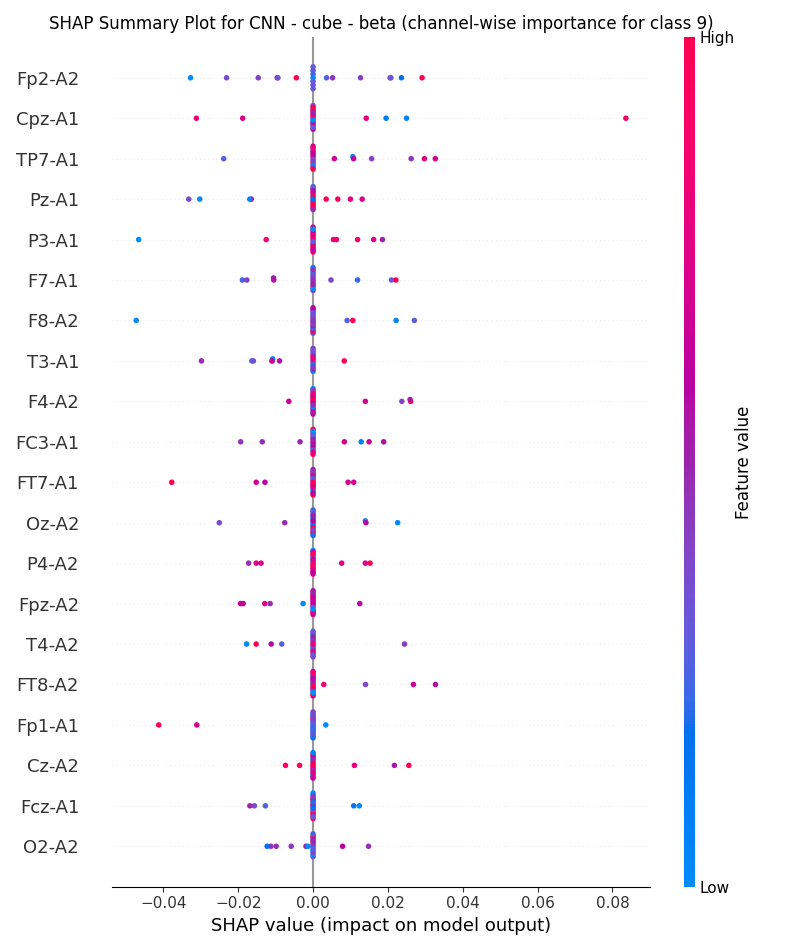 SHAP Summary Plot for CNN - cube - beta (channel-wise importance for class 9)
High
Fp2-A2
Cpz-A1
TP7-A1
Pz-A1
P3-A1
F7-A1
F8-A2
T3-A1
F4-A2
FC3-A1
FT7-A1
Oz-A2
P4-A2
Fpz-A2
T4-A2
FT8-A2
Fp1-A1
Cz-A2
Fcz-A1
O2-A2
Feature value
Low
−0.04 −0.02 0.00 0.02 0.04 0.06 0.08
SHAP value (impact on model output)